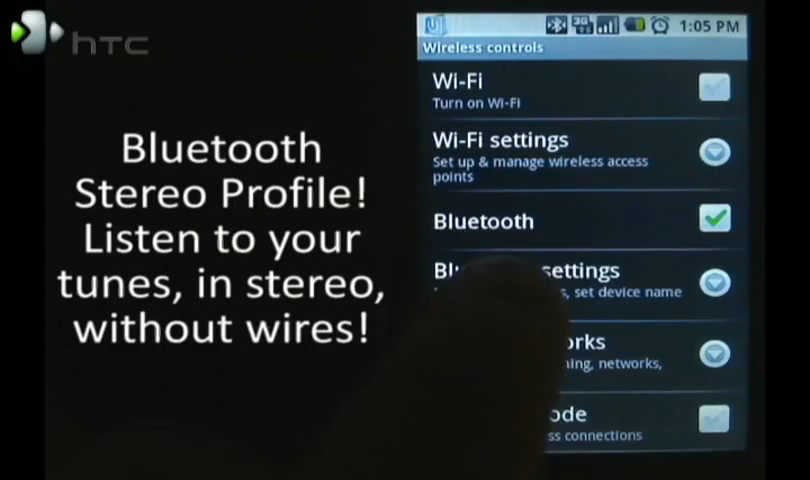 hTC
Bluetooth
Stereo Profile!
Listen to your
tunes, in stereo,
without wires!
3G
1:05 PM
Wireless controls
Wi-Fi
Turn on Wi-Fi
Wi-Fi settings
Set up & manage wireless access
points
Bluetooth
settings
, set device name
networks,
connections